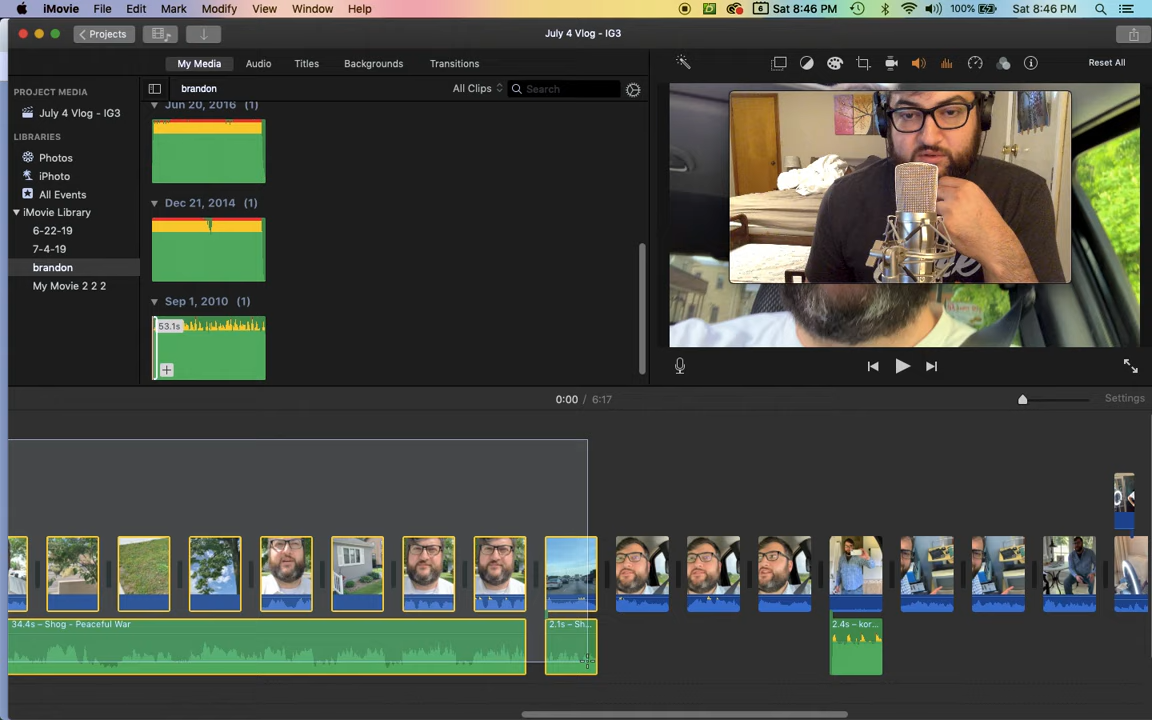 iMovie File Edit Mark Modify View Window Help 6 Sat 8:46 PM 100% Sat 8:46 PM
Projects July 4 Vlog - IG3
My Media Audio Titles Backgrounds Transitions Reset All
PROJECT MEDIA
July 4 Vlog - IG3
LIBRARIES
Photos
iPhoto
All Events
iMovie Library
6-22-19
7-4-19
brandon
My Movie 2 2 2
brandon All Clips Search
Jun 20, 2016 (1)
Dec 21, 2014 (1)
Sep 1, 2010 (1)
53.1s
0:00 / 6:17 Settings
34.4s – Shog - Peaceful War 2.1s – Sh... 2.4s – kor...